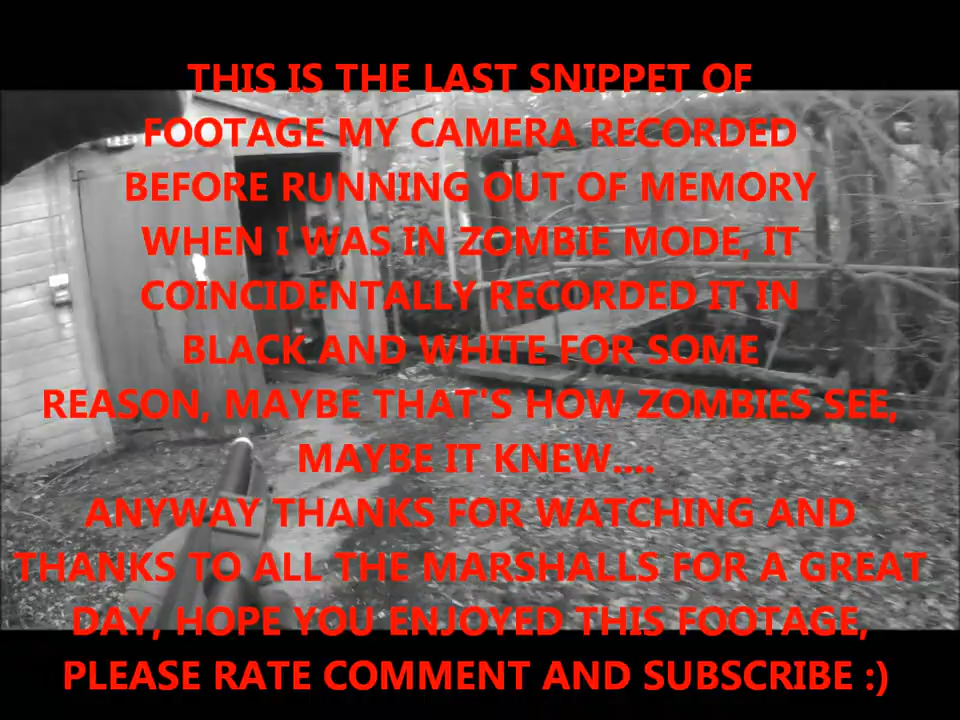 THIS IS THE LAST SNIPPET OF
FOOTAGE MY CAMERA RECORDED
BEFORE RUNNING OUT OF MEMORY
WHEN I WAS IN ZOMBIE MODE, IT
COINCIDENTALLY RECORDED IT IN
BLACK AND WHITE FOR SOME
REASON, MAYBE THAT'S HOW ZOMBIES SEE,
MAYBE IT KNEW....
ANYWAY THANKS FOR WATCHING AND
THANKS TO ALL THE MARSHALLS FOR A GREAT
DAY, HOPE YOU ENJOYED THIS FOOTAGE,
PLEASE RATE COMMENT AND SUBSCRIBE :)